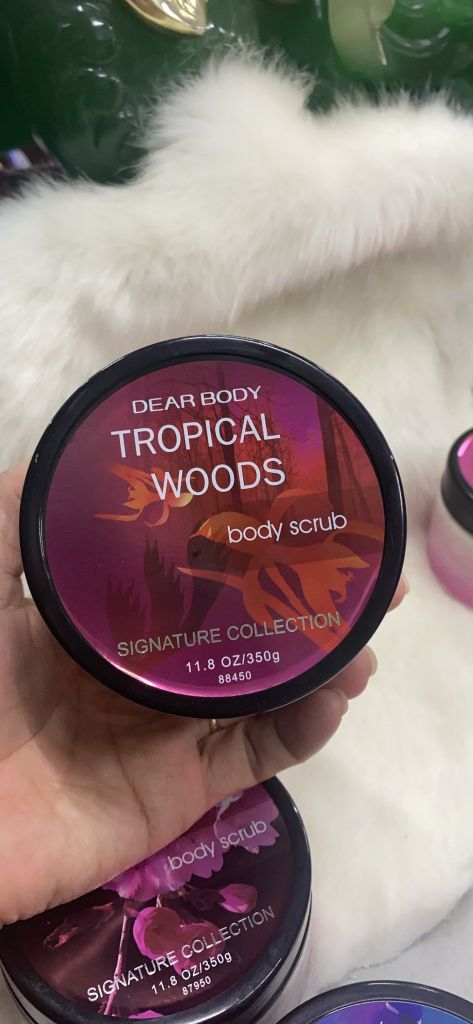 DEAR BODY
TROPICAL
WOODS
body scrub
SIGNATURE COLLECTION
11.8 OZ/350g
88450
body scrub
SIGNATURE COLLECTION
11.8 OZ/350g
87950